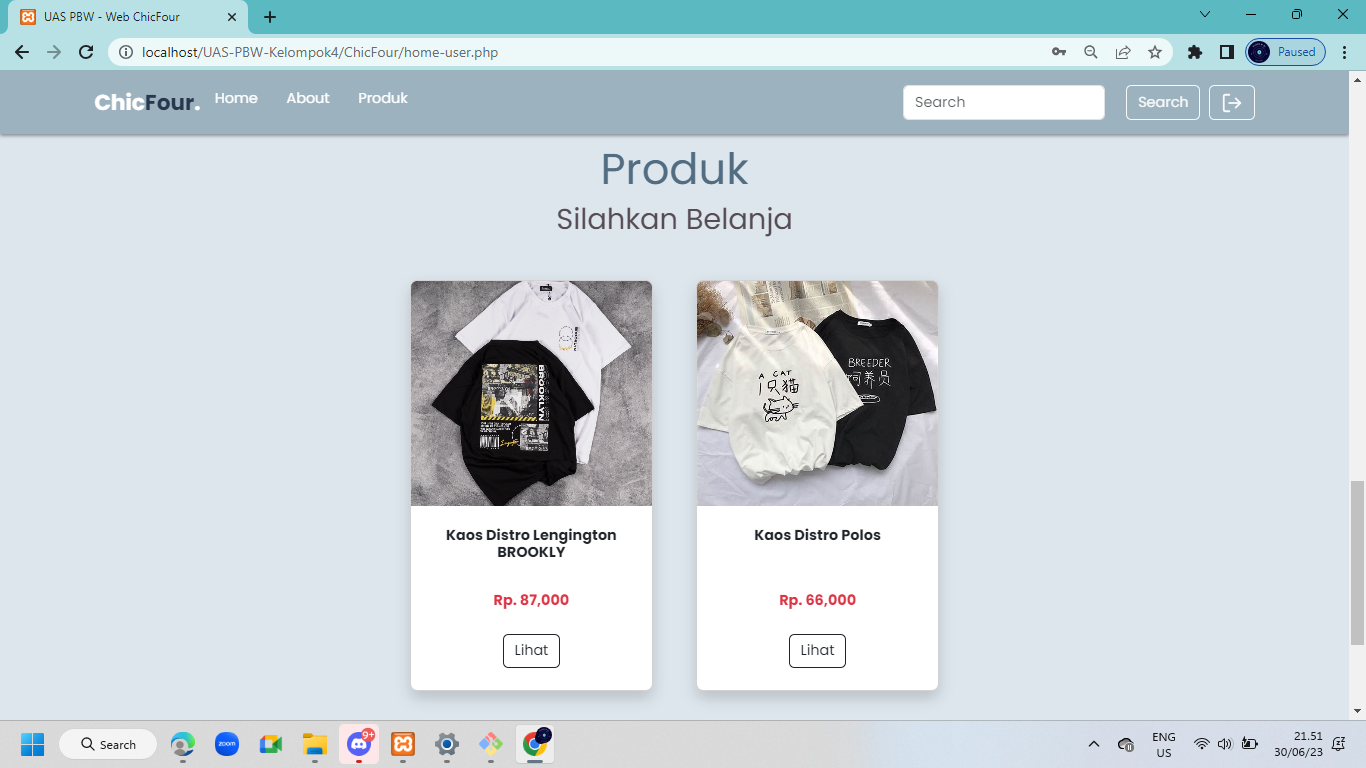 UAS PBW - Web ChicFour
localhost/UAS-PBW-Kelompok4/ChicFour/home-user.php
Paused
ChicFour.
Home
About
Produk
Search
Search
Produk
Silahkan Belanja
BROOKLYN
A CAT
1只猫
BREEDER
饲养员
Kaos Distro Lengington
BROOKLY
Rp. 87,000
Lihat
Kaos Distro Polos
Rp. 66,000
Lihat
Search
zoom
9+
ENG
US
21.51
30/06/23